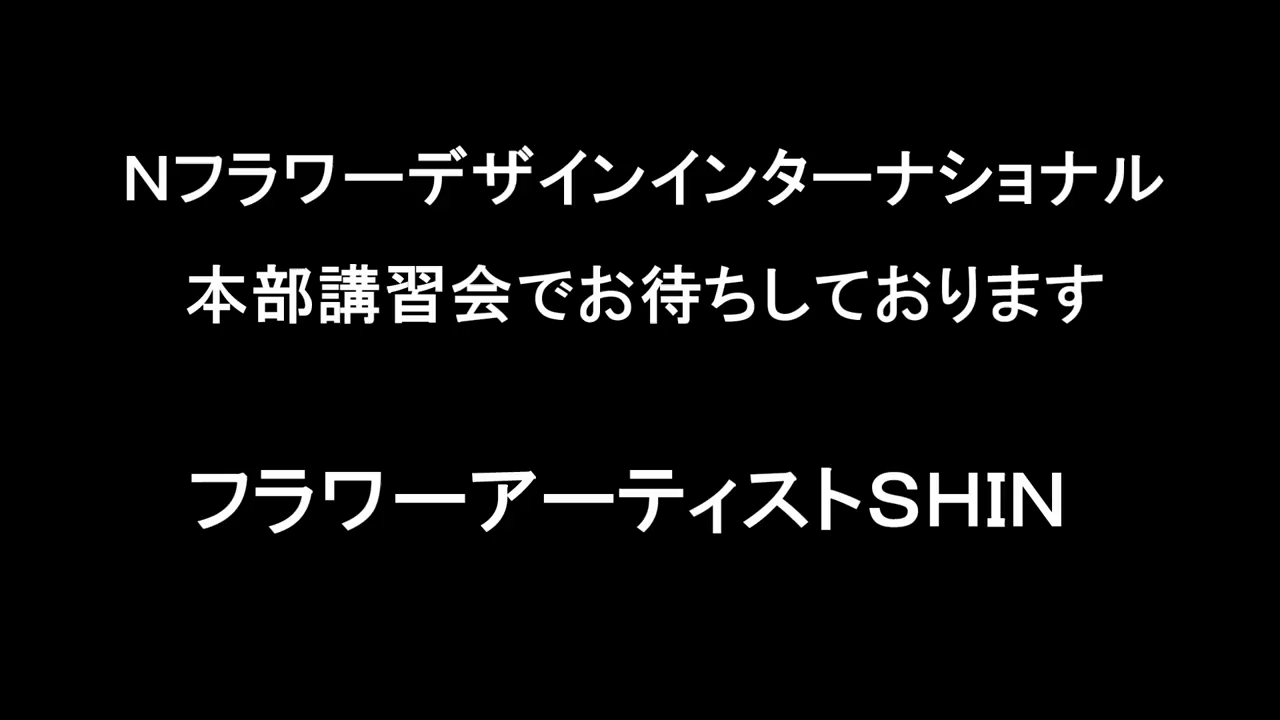 Nフラワーデザインインターナショナル
本部講習会でお待ちしております
フラワーアーティストSHIN